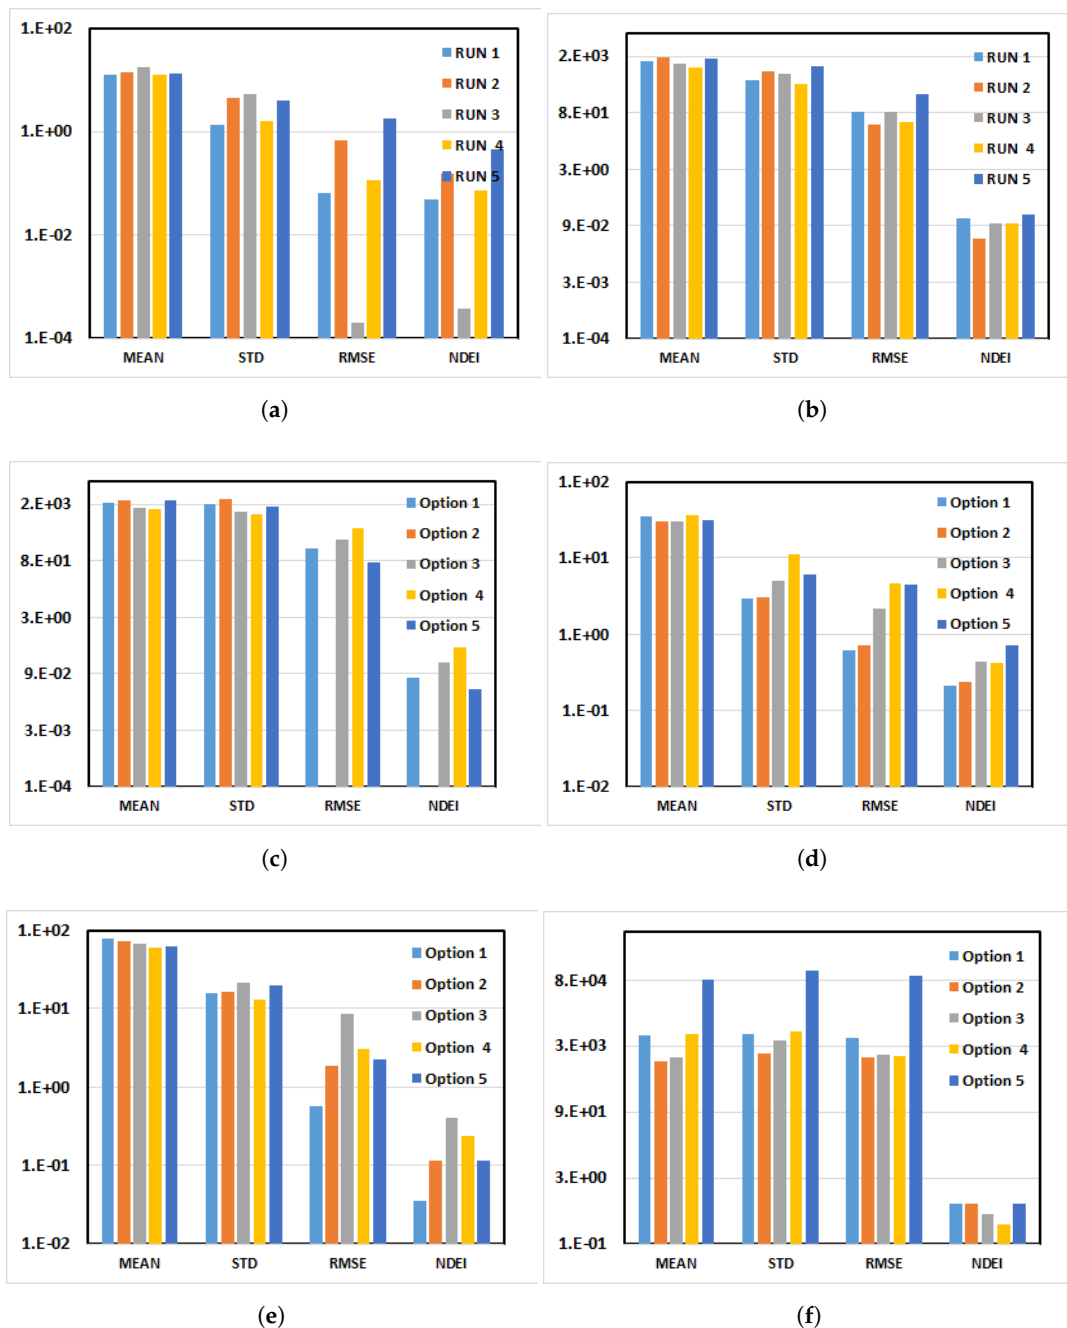 1.E+02
1.E+00
1.E-02
1.E-04
RUN 1
RUN 2
RUN 3
RUN 4
RUN 5
MEAN STD RMSE NDEI
(a)
2.E+03
8.E+01
3.E+00
9.E-02
3.E-03
1.E-04
RUN 1
RUN 2
RUN 3
RUN 4
RUN 5
MEAN STD RMSE NDEI
(b)
2.E+03
8.E+01
3.E+00
9.E-02
3.E-03
1.E-04
Option 1
Option 2
Option 3
Option 4
Option 5
MEAN STD RMSE NDEI
(c)
1.E+02
1.E+01
1.E+00
1.E-01
1.E-02
Option 1
Option 2
Option 3
Option 4
Option 5
MEAN STD RMSE NDEI
(d)
1.E+02
1.E+01
1.E+00
1.E-01
1.E-02
Option 1
Option 2
Option 3
Option 4
Option 5
MEAN STD RMSE NDEI
(e)
8.E+04
3.E+03
9.E+01
3.E+00
1.E-01
Option 1
Option 2
Option 3
Option 4
Option 5
MEAN STD RMSE NDEI
(f)